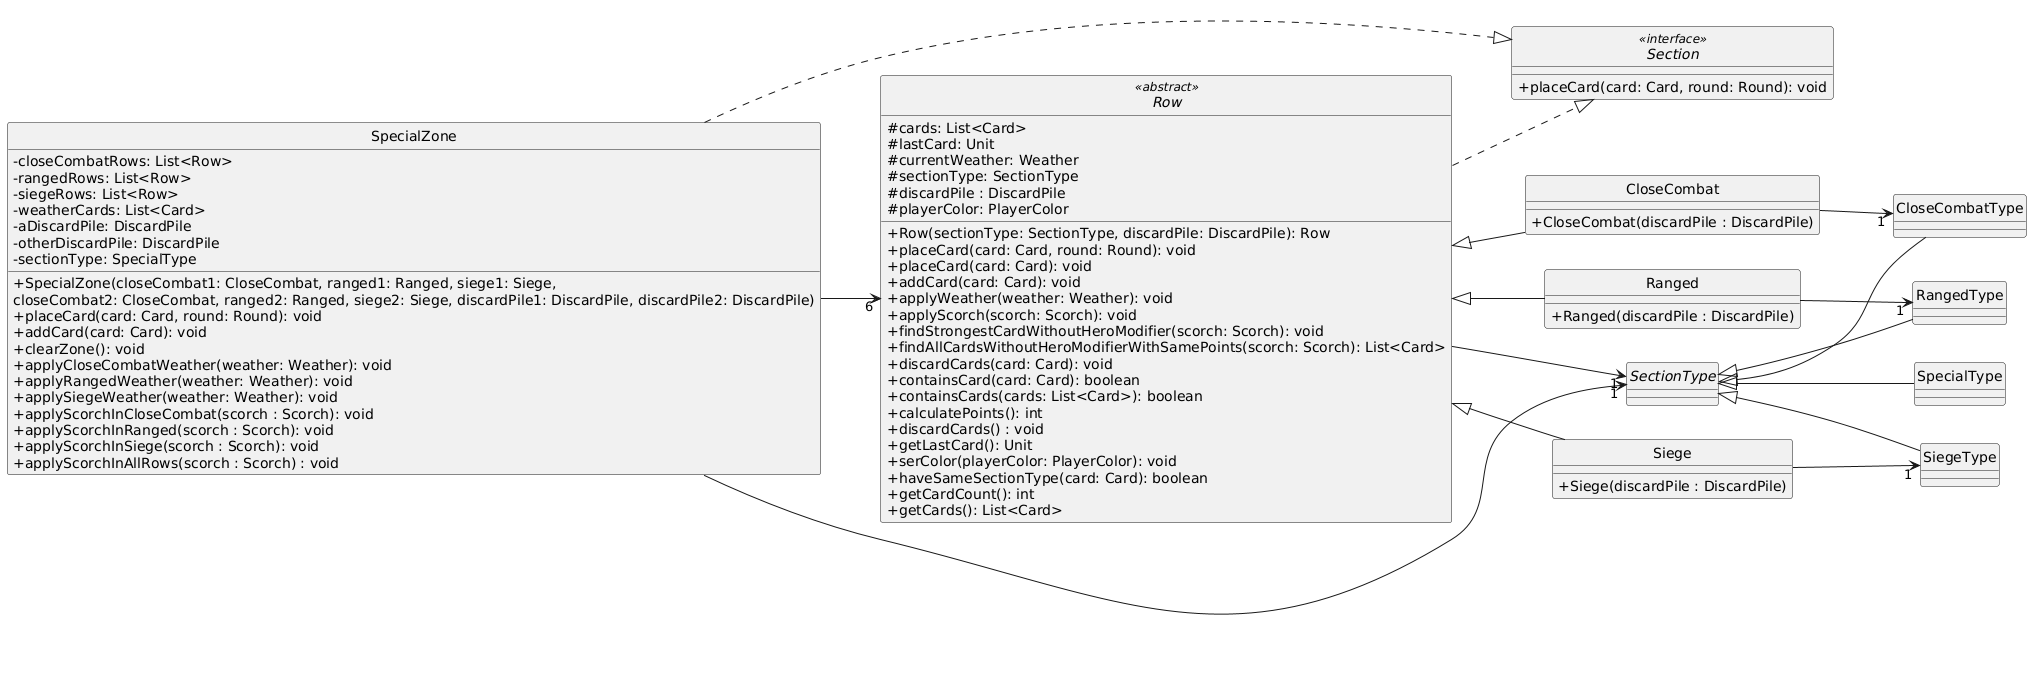 SpecialZone
-closeCombatRows: List<Row>
-rangedRows: List<Row>
-siegeRows: List<Row>
-weatherCards: List<Card>
-aDiscardPile: DiscardPile
-otherDiscardPile: DiscardPile
-sectionType: SpecialType
+SpecialZone(closeCombat1: CloseCombat, ranged1: Ranged, siege1: Siege,
closeCombat2: CloseCombat, ranged2: Ranged, siege2: Siege, discardPile1: DiscardPile, discardPile2: DiscardPile)
+placeCard(card: Card, round: Round): void
+addCard(card: Card): void
+clearZone(): void
+applyCloseCombatWeather(weather: Weather): void
+applyRangedWeather(weather: Weather): void
+applySiegeWeather(weather: Weather): void
+applyScorchInCloseCombat(scorch : Scorch): void
+applyScorchInRanged(scorch : Scorch): void
+applyScorchInSiege(scorch : Scorch): void
+applyScorchInAllRows(scorch : Scorch) : void
6
«abstract»
Row
#cards: List<Card>
#lastCard: Unit
#currentWeather: Weather
#sectionType: SectionType
#discardPile : DiscardPile
#playerColor: PlayerColor
+Row(sectionType: SectionType, discardPile: DiscardPile): Row
+placeCard(card: Card, round: Round): void
+placeCard(card: Card): void
+addCard(card: Card): void
+applyWeather(weather: Weather): void
+applyScorch(scorch: Scorch): void
+findStrongestCardWithoutHeroModifier(scorch: Scorch): void
+findAllCardsWithoutHeroModifierWithSamePoints(scorch: Scorch): List<Card>
+discardCards(card: Card): void
+containsCard(card: Card): boolean
+containsCards(cards: List<Card>): boolean
+calculatePoints(): int
+discardCards() : void
+getLastCard(): Unit
+serColor(playerColor: PlayerColor): void
+haveSameSectionType(card: Card): boolean
+getCardCount(): int
+getCards(): List<Card>
«interface»
Section
+placeCard(card: Card, round: Round): void
CloseCombat
+CloseCombat(discardPile : DiscardPile)
1
CloseCombatType
Ranged
+Ranged(discardPile : DiscardPile)
1
RangedType
1
1
SectionType
SpecialType
Siege
+Siege(discardPile : DiscardPile)
1
SiegeType